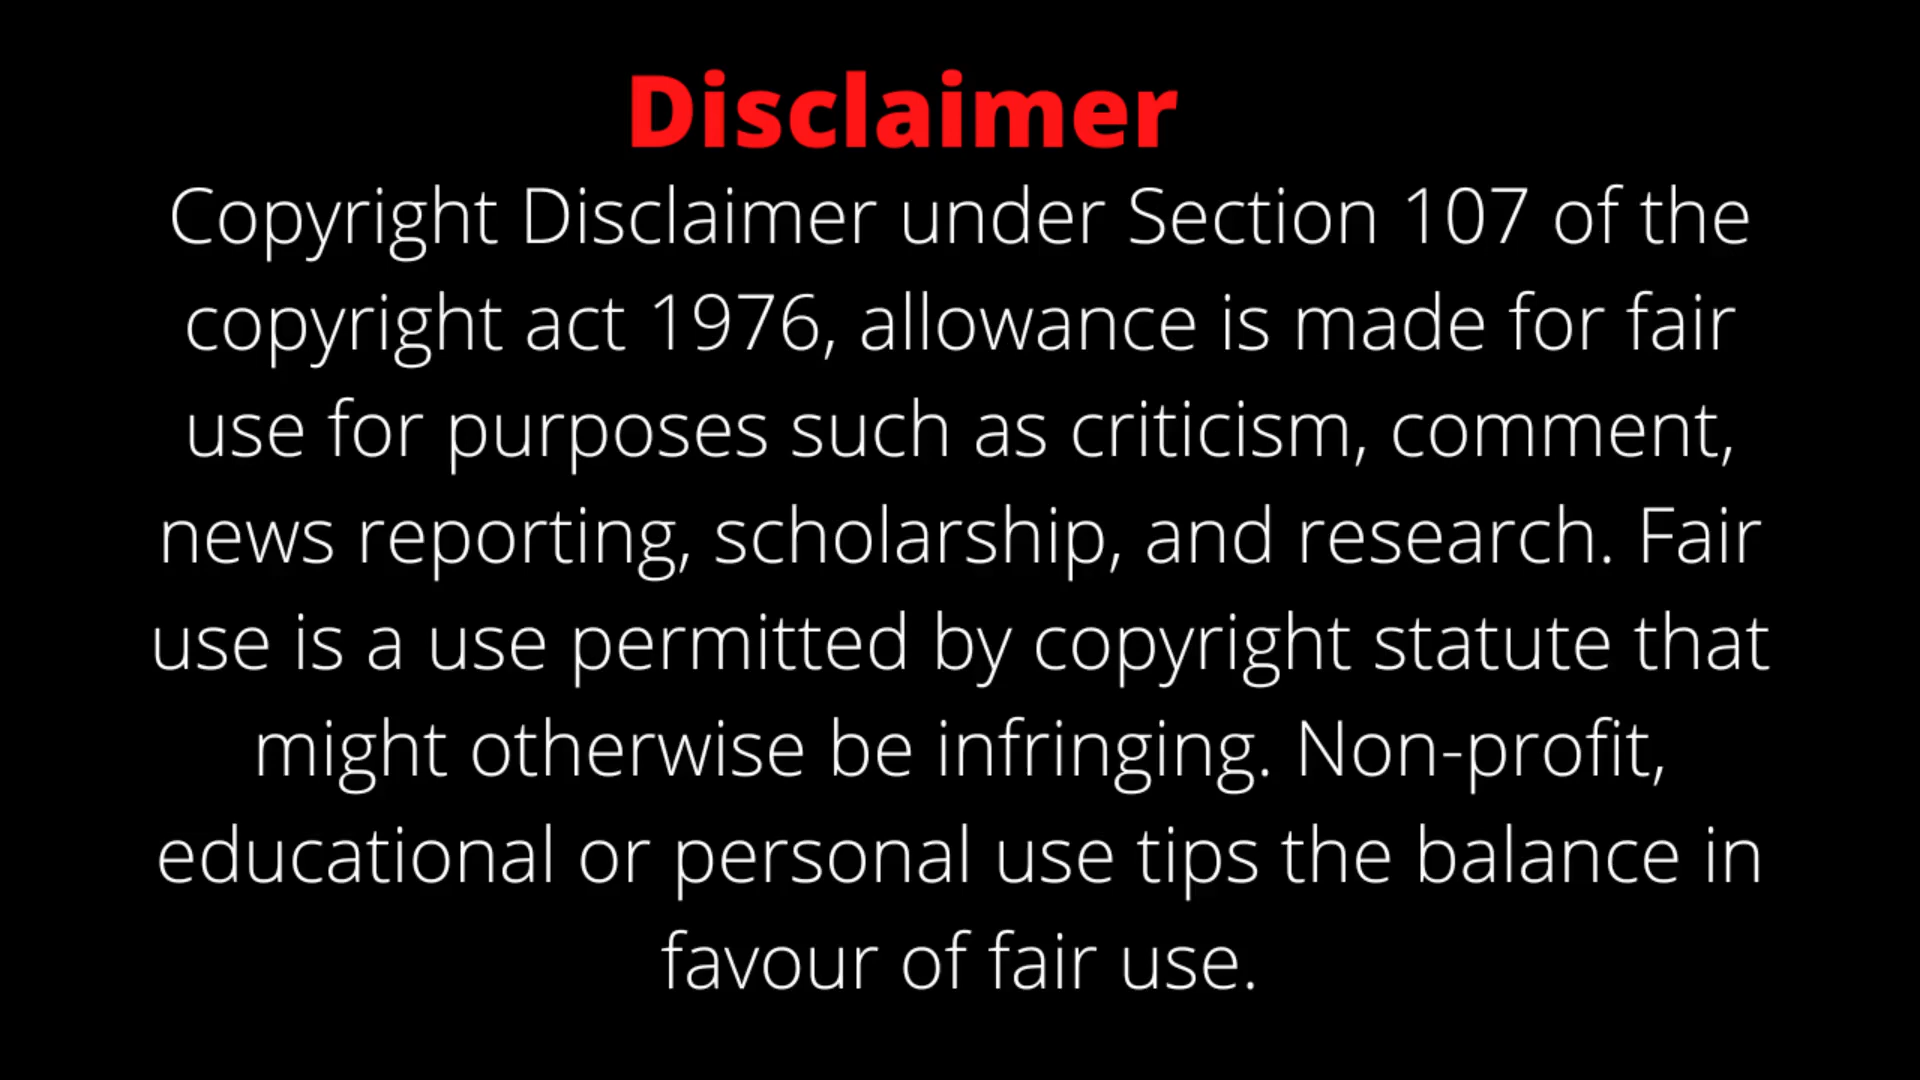 Disclaimer
Copyright Disclaimer under Section 107 of the
copyright act 1976, allowance is made for fair
use for purposes such as criticism, comment,
news reporting, scholarship, and research. Fair
use is a use permitted by copyright statute that
might otherwise be infringing. Non-profit,
educational or personal use tips the balance in
favour of fair use.